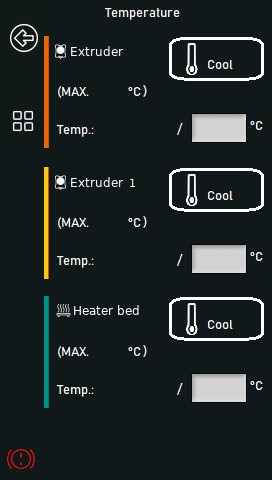 Temperature
Extruder
Cool
(MAX. °C)
Temp.: / °C
Extruder 1
Cool
(MAX. °C)
Temp.: / °C
Heater bed
Cool
(MAX. °C)
Temp.: / °C